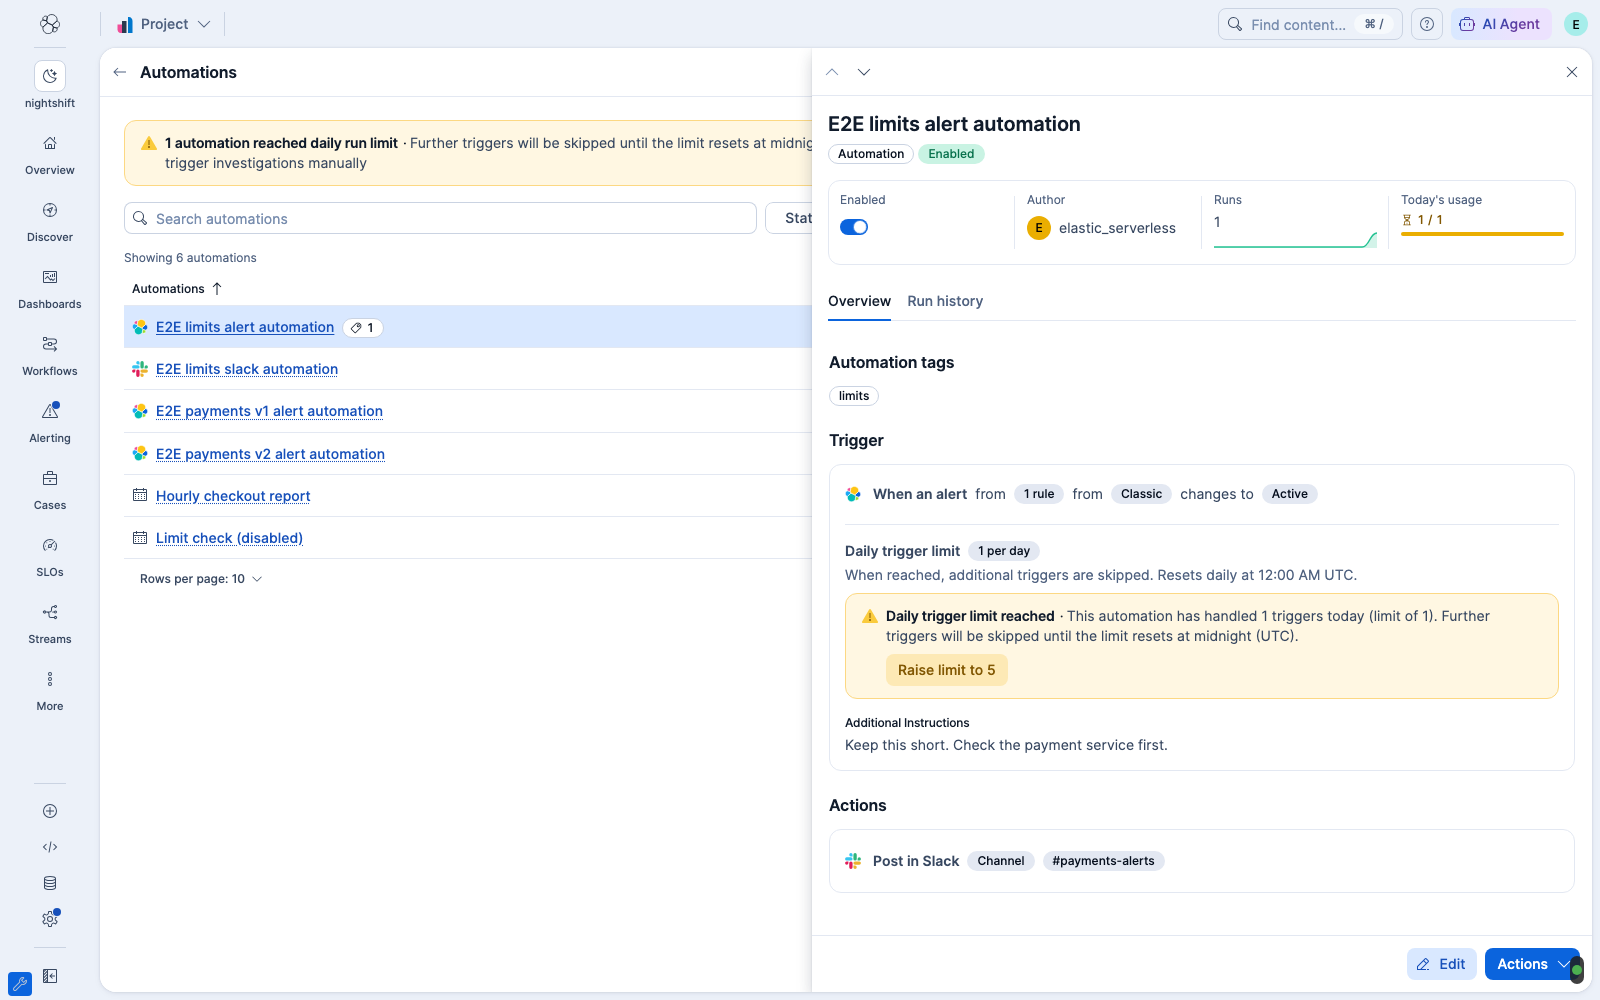 Project
Find content...
⌘ /
AI Agent
E
nightshift
Overview
Discover
Dashboards
Workflows
Alerting
Cases
SLOs
Streams
More
Automations
1 automation reached daily run limit · Further triggers will be skipped until the limit resets at
trigger investigations manually
Search automations
Showing 6 automations
Automations
E2E limits alert automation
1
E2E limits slack automation
E2E payments v1 alert automation
E2E payments v2 alert automation
Hourly checkout report
Limit check (disabled)
Rows per page: 10
E2E limits alert automation
Automation
Enabled
Enabled
Author
E
elastic_serverless
Runs
1
Today's usage
1 / 1
Overview
Run history
Automation tags
limits
Trigger
When an alert from 1 rule from Classic changes to Active
Daily trigger limit 1 per day
When reached, additional triggers are skipped. Resets daily at 12:00 AM UTC.
Daily trigger limit reached · This automation has handled 1 triggers today (limit of 1). Further
triggers will be skipped until the limit resets at midnight (UTC).
Raise limit to 5
Additional Instructions
Keep this short. Check the payment service first.
Actions
Post in Slack Channel #payments-alerts
Edit
Actions